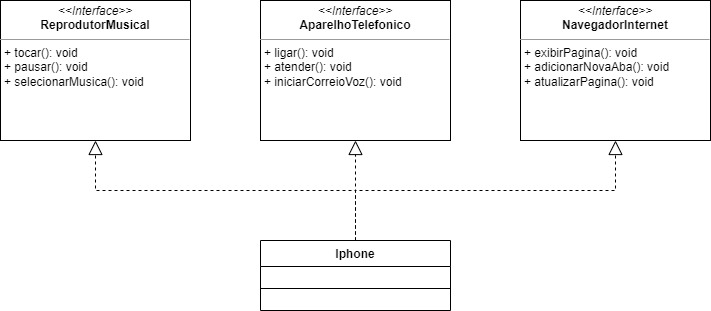 <<Interface>>
ReprodutorMusical
+ tocar(): void
+ pausar(): void
+ selecionarMusica(): void
<<Interface>>
AparelhoTelefonico
+ ligar(): void
+ atender(): void
+ iniciarCorreioVoz(): void
<<Interface>>
NavegadorInternet
+ exibirPagina(): void
+ adicionarNovaAba(): void
+ atualizarPagina(): void
Iphone